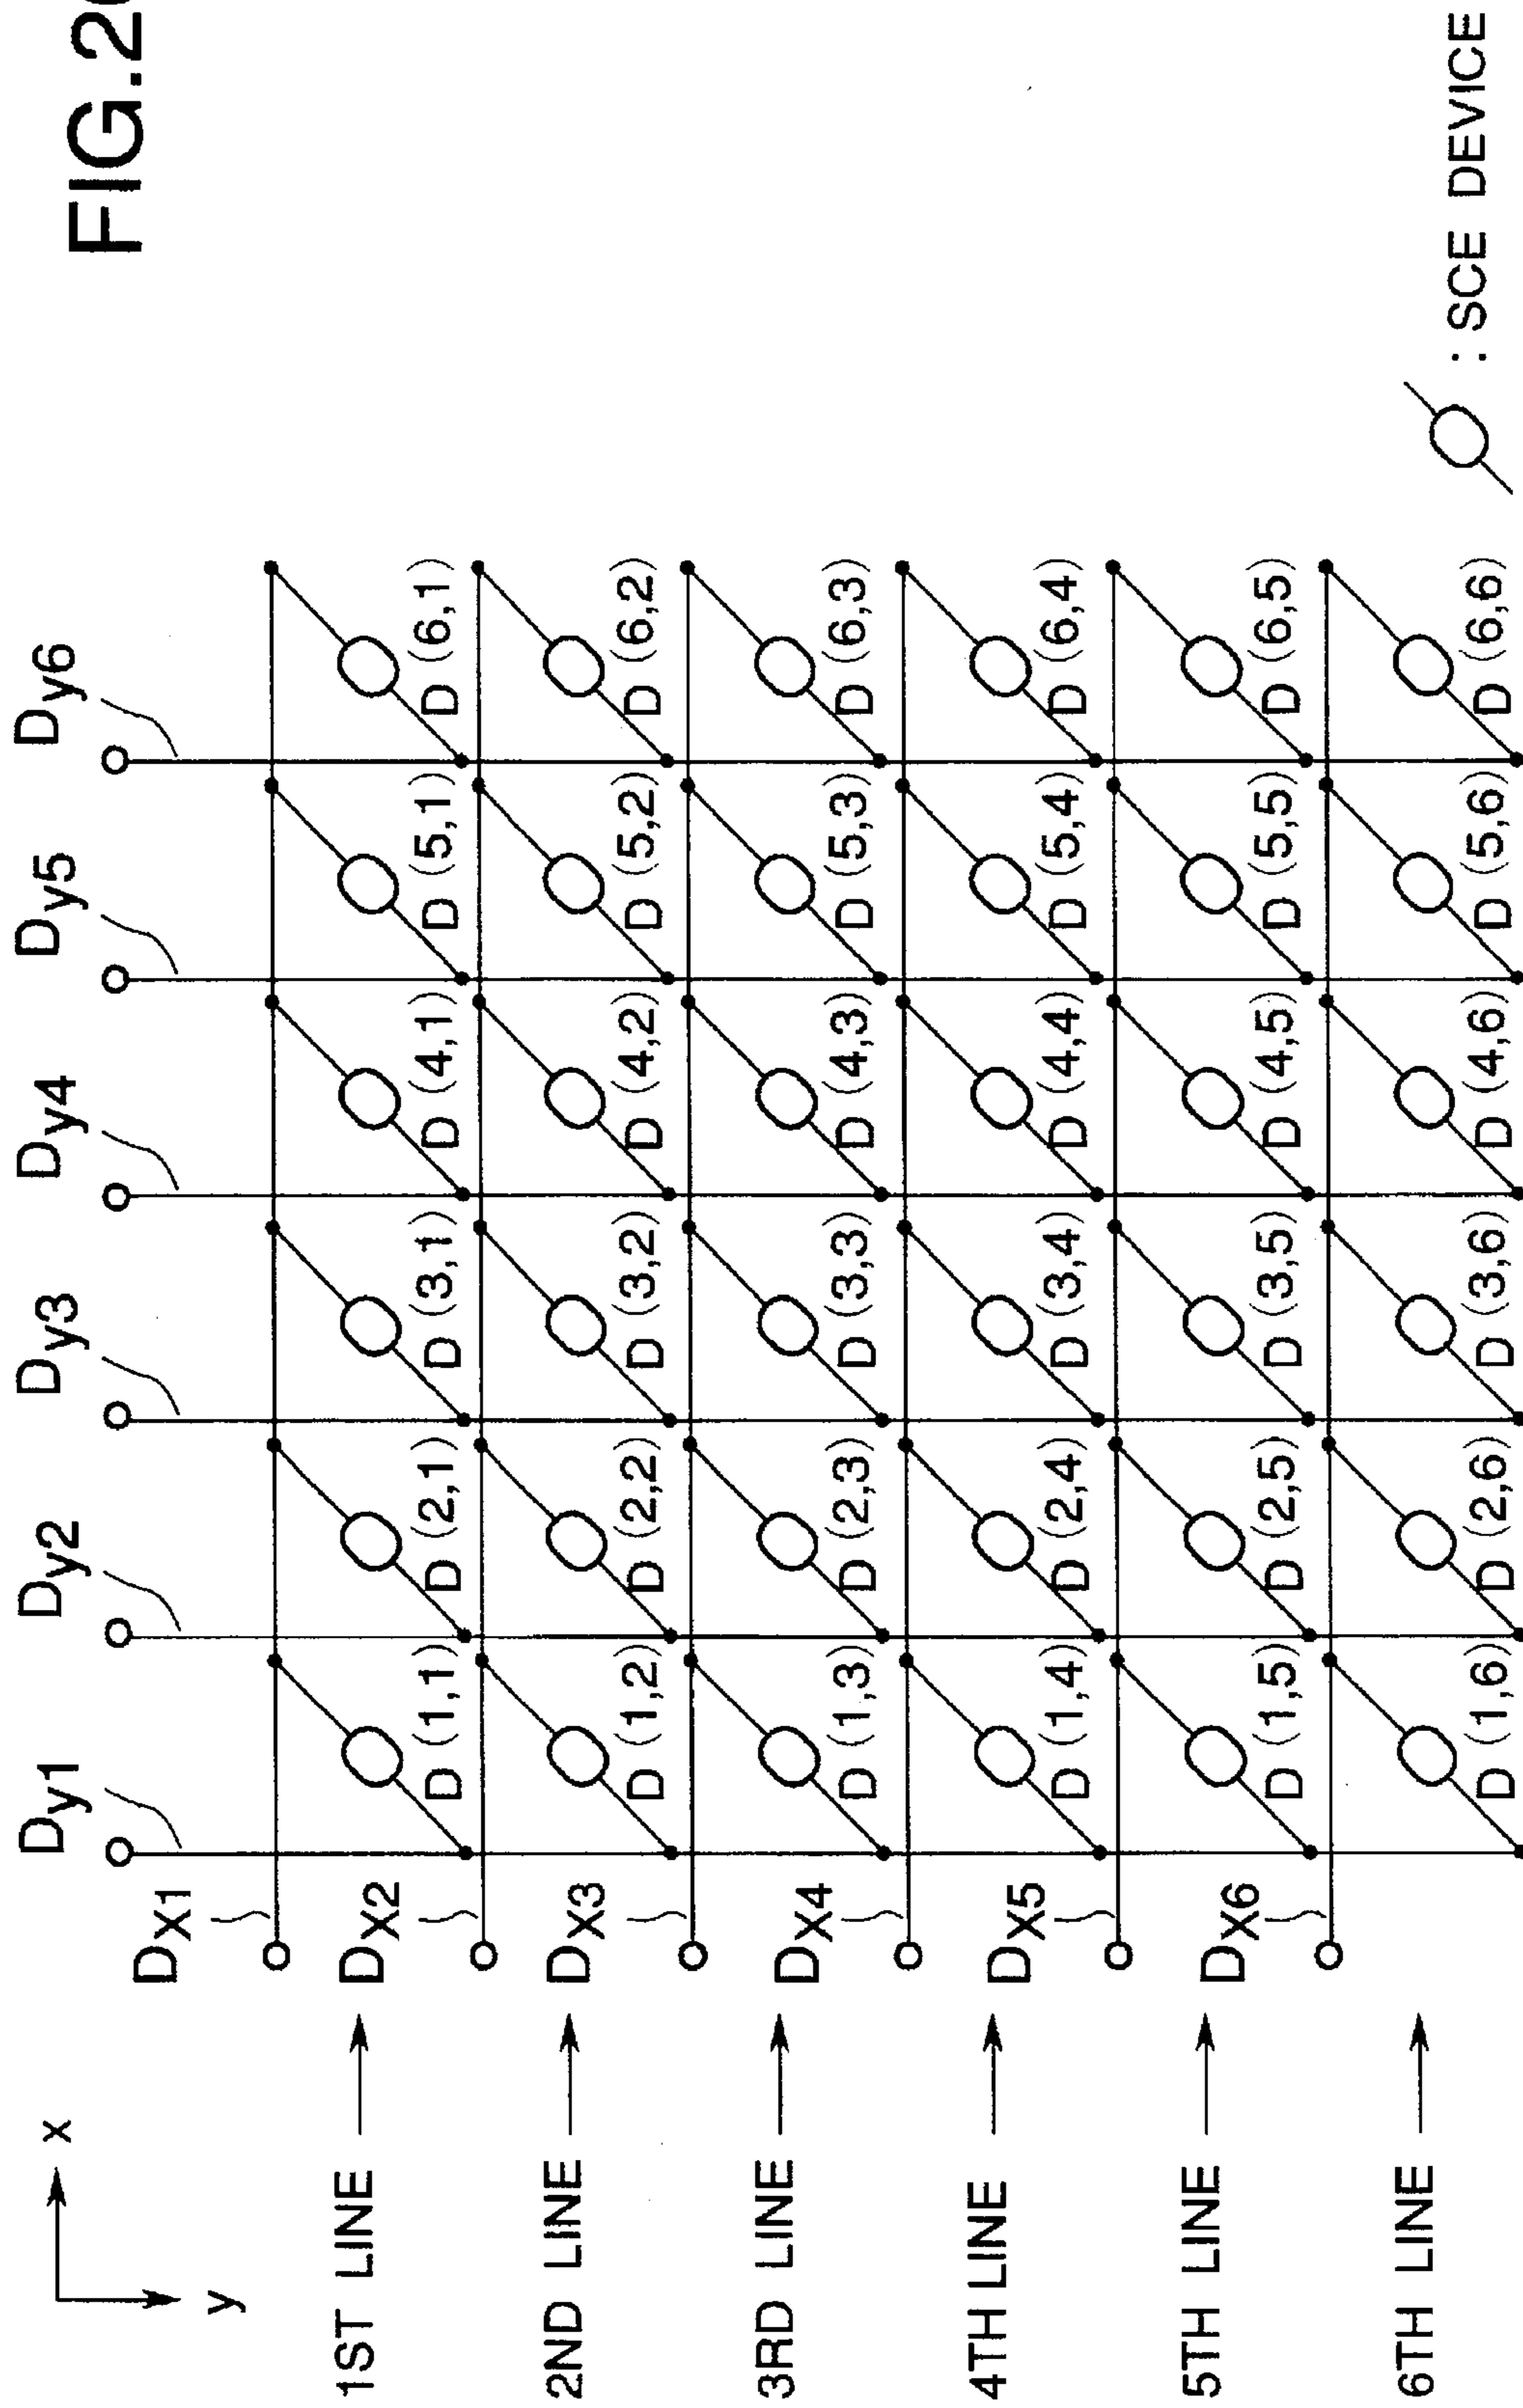 FIG.2
x
y
Dy1 Dy2 Dy3 Dy4 Dy5 Dy6
DX1
1ST LINE
D (1,1) D (2,1) D (3,1) D (4,1) D (5,1) D (6,1)
DX2
2ND LINE
D (1,2) D (2,2) D (3,2) D (4,2) D (5,2) D (6,2)
DX3
3RD LINE
D (1,3) D (2,3) D (3,3) D (4,3) D (5,3) D (6,3)
DX4
4TH LINE
D (1,4) D (2,4) D (3,4) D (4,4) D (5,4) D (6,4)
DX5
5TH LINE
D (1,5) D (2,5) D (3,5) D (4,5) D (5,5) D (6,5)
DX6
6TH LINE
D (1,6) D (2,6) D (3,6) D (4,6) D (5,6) D (6,6)
: SCE DEVICE